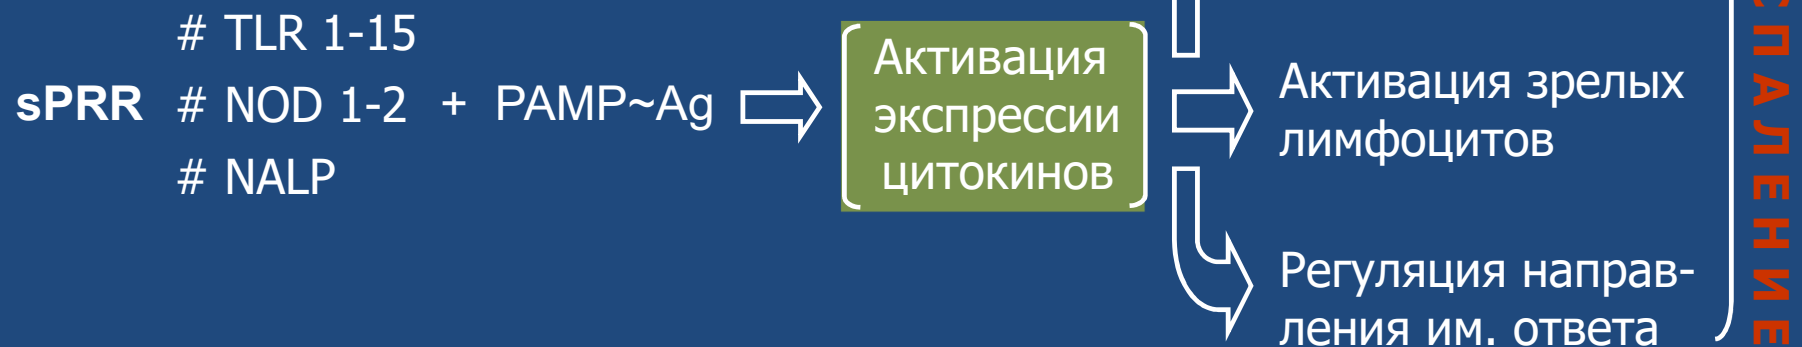 # TLR 1-15
sPRR # NOD 1-2 + PAMP~Ag
# NALP
Активация
экспрессии
цитокинов
Активация зрелых
лимфоцитов
Регуляция направ-
ления им. ответа
СПАЛЕНИЕ